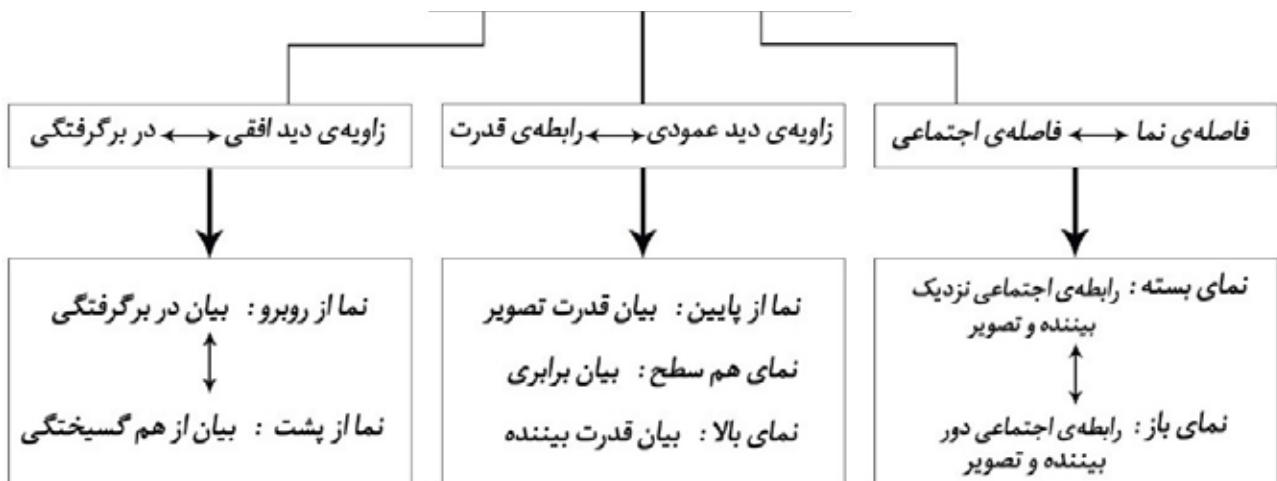 فاصله‌ی نما ↔ فاصله‌ی اجتماعی
زاویه‌ی دید عمودی ↔ رابطه‌ی قدرت
زاویه‌ی دید افقی ↔ در برگرفتگی
نمای بسته : رابطه‌ی اجتماعی نزدیک
بیننده و تصویر
نمای باز : رابطه‌ی اجتماعی دور
بیننده و تصویر
نما از پایین : بیان قدرت تصویر
نمای هم سطح : بیان برابری
نمای بالا : بیان قدرت بیننده
نما از روبرو : بیان در برگرفتگی
نما از پشت : بیان از هم گسیختگی